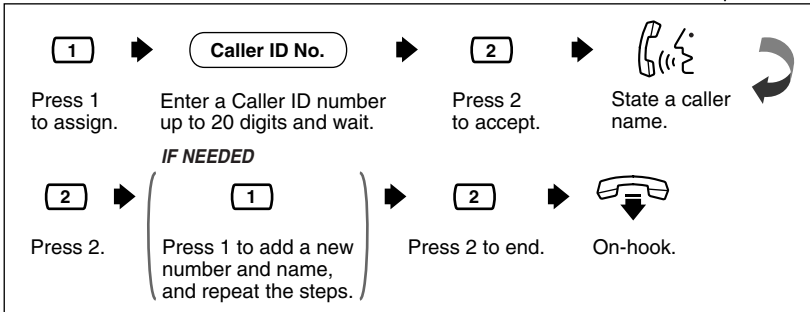 1
Caller ID No.
2
Press 1
to assign.
Enter a Caller ID number
up to 20 digits and wait.
Press 2
to accept.
State a caller
name.
IF NEEDED
2
1
2
Press 2.
Press 1 to add a new
number and name,
and repeat the steps.
Press 2 to end.
On-hook.